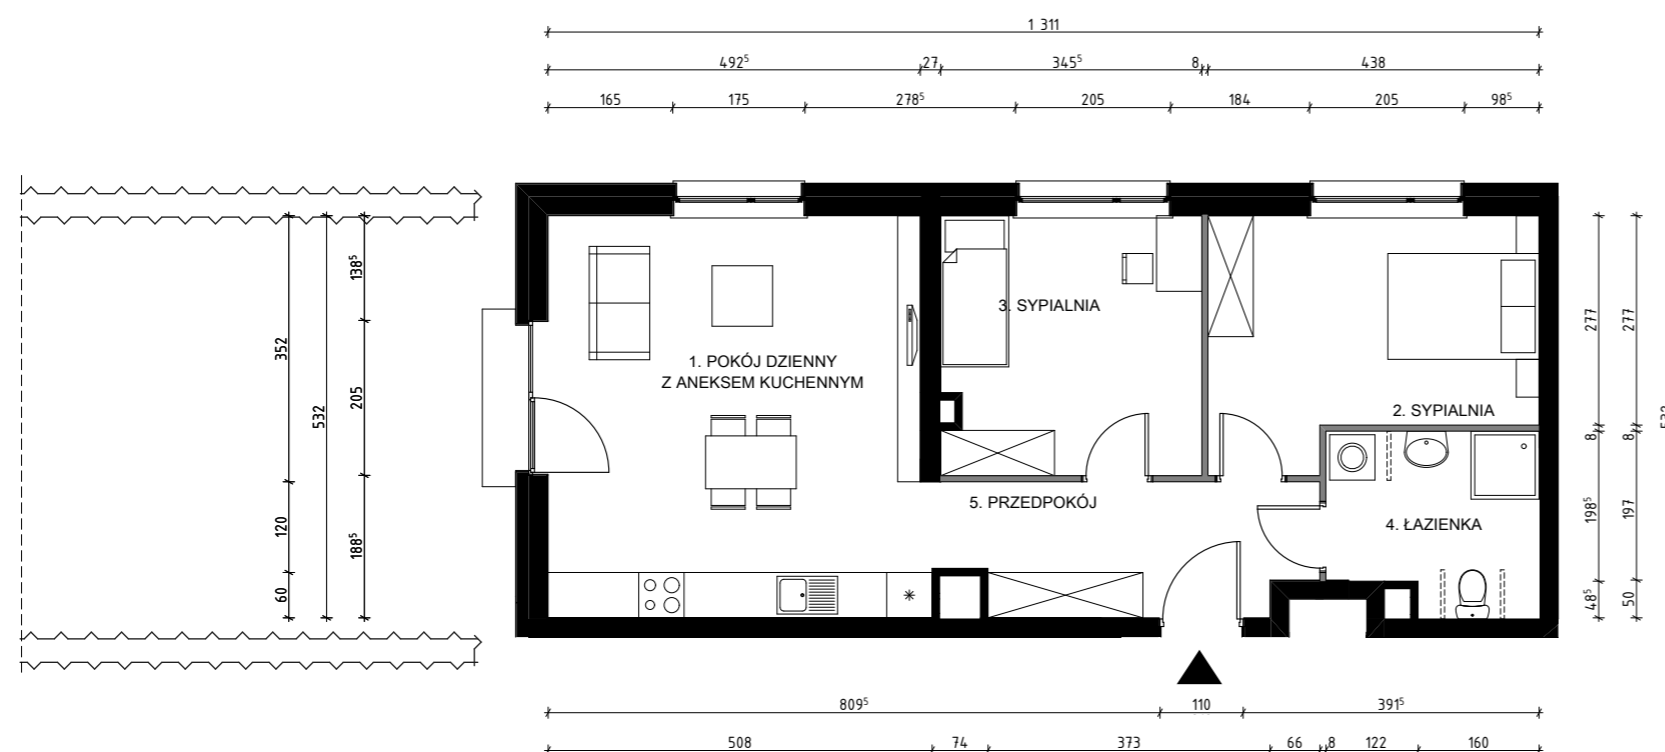 1 311
492⁵ 27 345⁵ 8 438
165 175 278⁵ 205 184 205 98⁵
352
120
60
532
138⁵
205
188⁵
1. POKÓJ DZIENNY
Z ANEKSEM KUCHENNYM
3. SYPIALNIA
2. SYPIALNIA
5. PRZEDPOKÓJ
4. ŁAZIENKA
277
8
198⁵
48⁵
277
8
197
50
809⁵ 110 391⁵
508 74 373 66 8 122 160